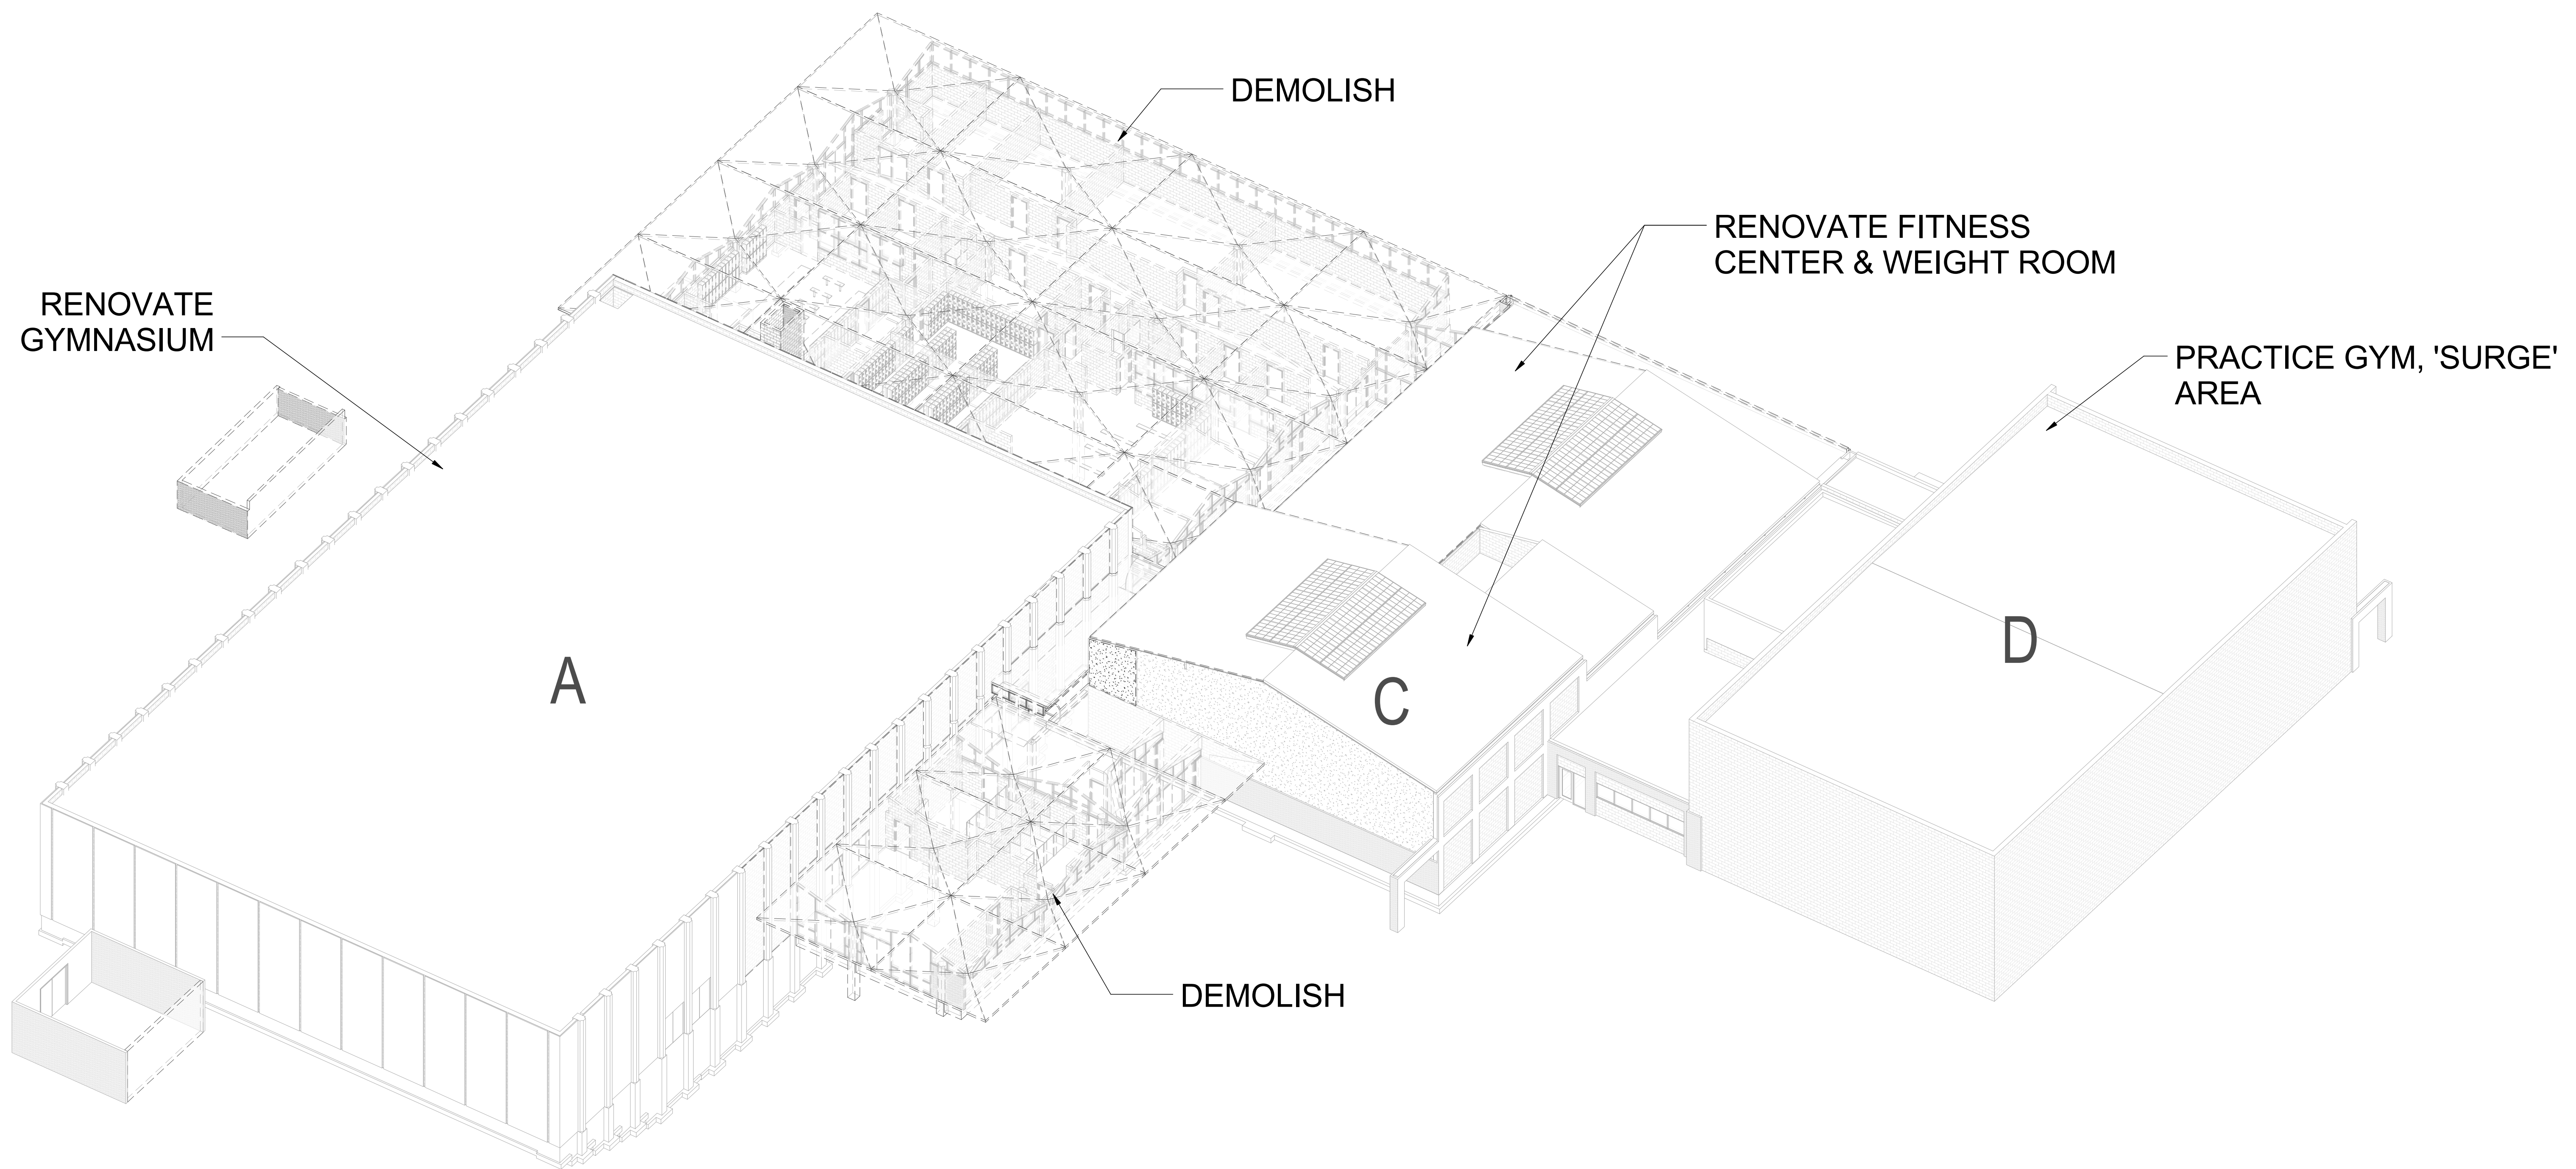 DEMOLISH
RENOVATE FITNESS
CENTER & WEIGHT ROOM
RENOVATE
GYMNASIUM
PRACTICE GYM, 'SURGE'
AREA
A
C
D
DEMOLISH